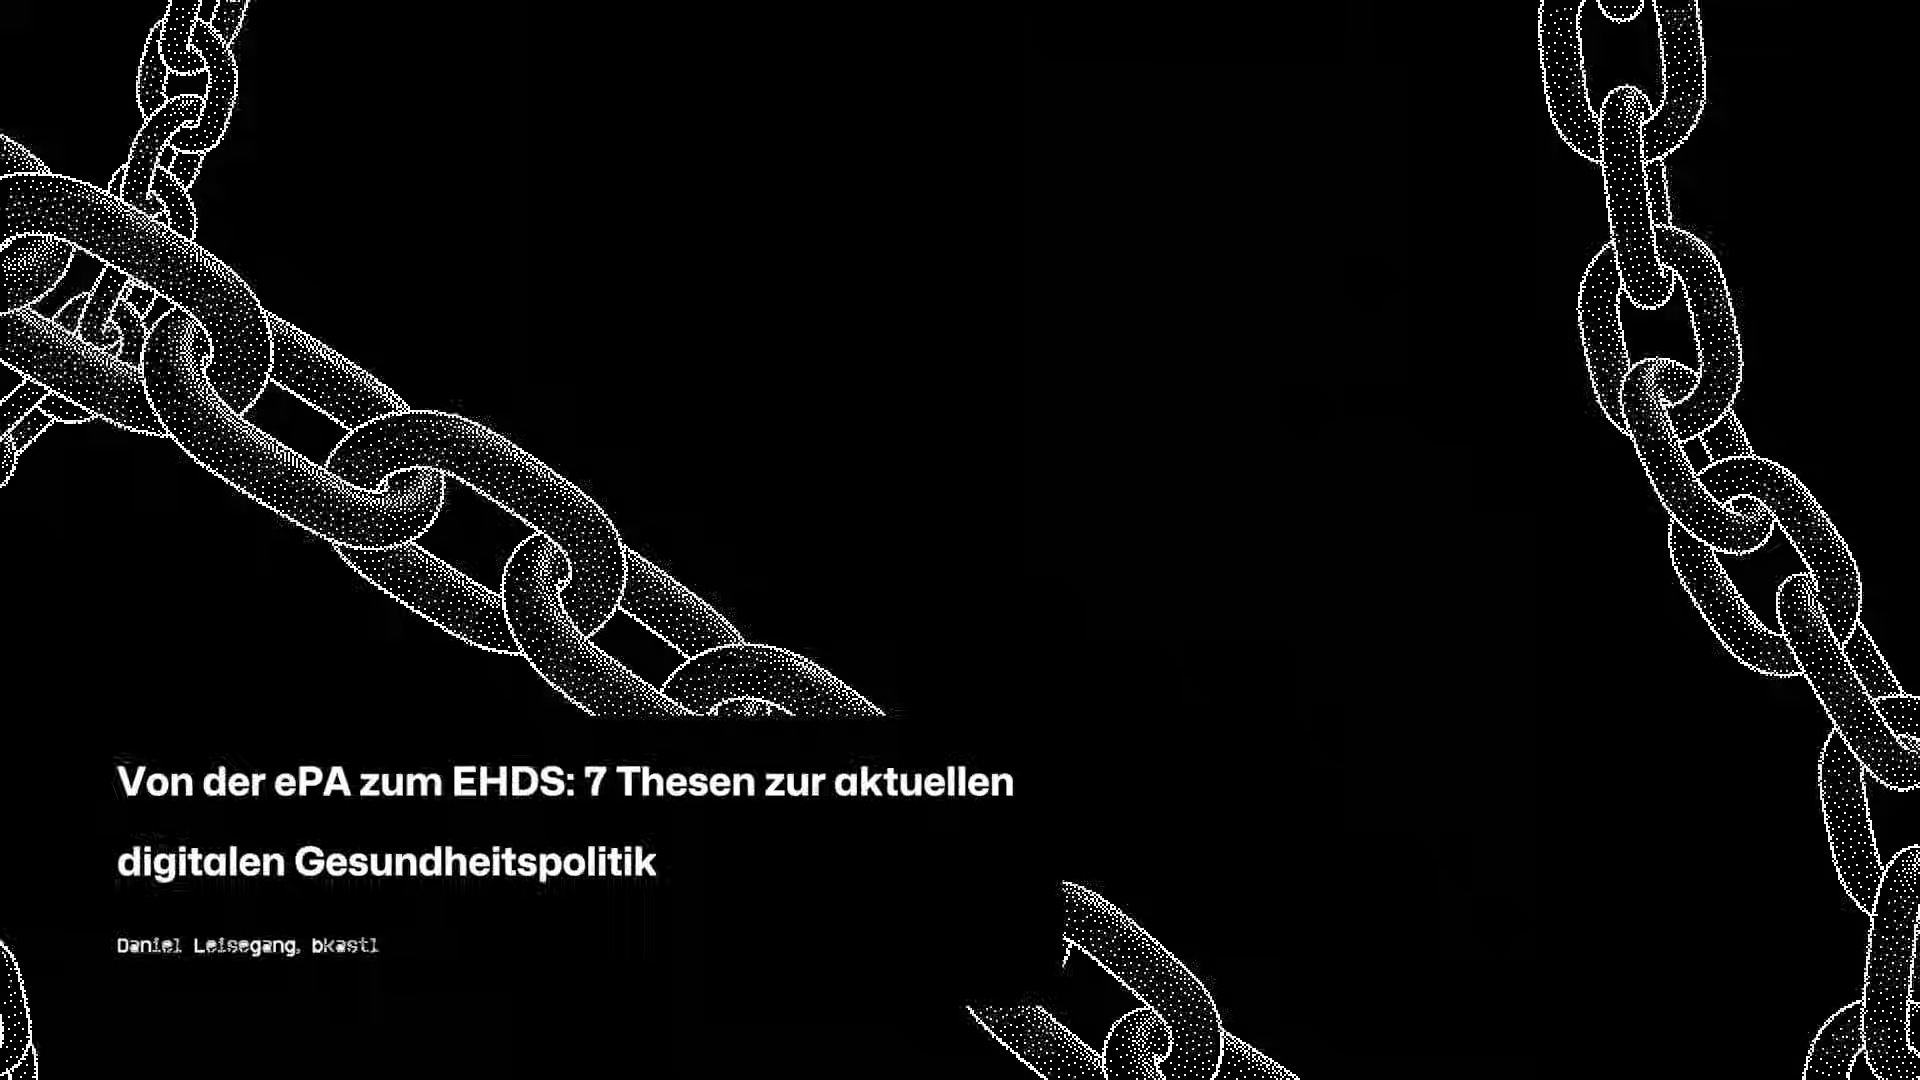 Von der ePA zum EHDS: 7 Thesen zur aktuellen
digitalen Gesundheitspolitik
Daniel Leisegang, bkastl